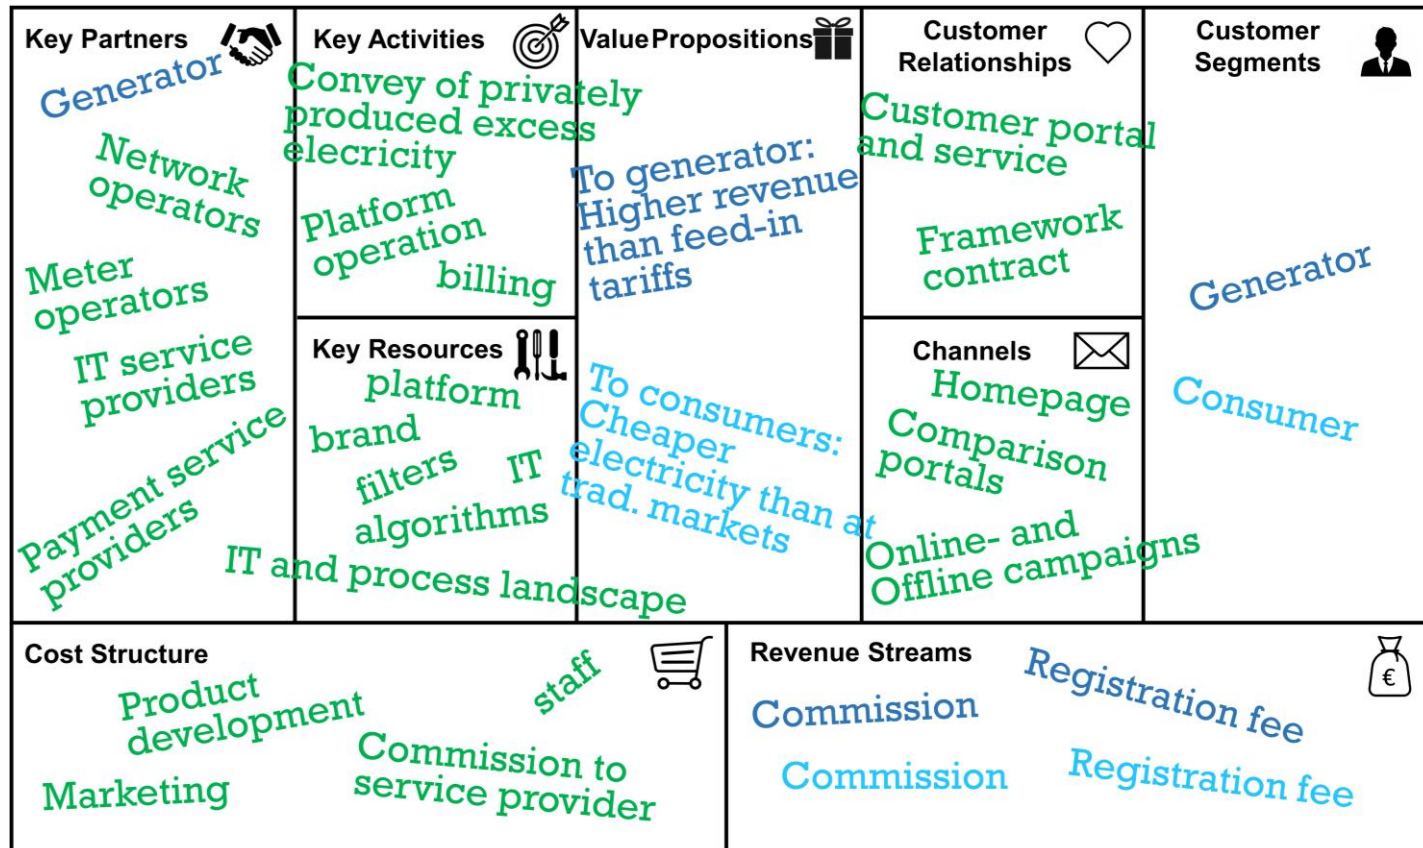 Key Partners
Generator
Network
operators
Meter
operators
IT service
providers
Payment service
providers
Key Activities
Convey of privately
produced excess
elecricity
Platform
operation
billing
Key Resources
platform
brand
filters
IT
algorithms
IT and process landscape
Value Propositions
To generator:
Higher revenue
than feed-in
tariffs
To consumers:
Cheaper
electricity than at
trad. markets
Customer
Relationships
Customer portal
and service
Framework
contract
Channels
Homepage
Comparison
portals
Online- and
Offline campaigns
Customer
Segments
Generator
Consumer
Cost Structure
Product
development
staff
Marketing
Commission to
service provider
Revenue Streams
€
Commission
Registration fee
Commission
Registration fee